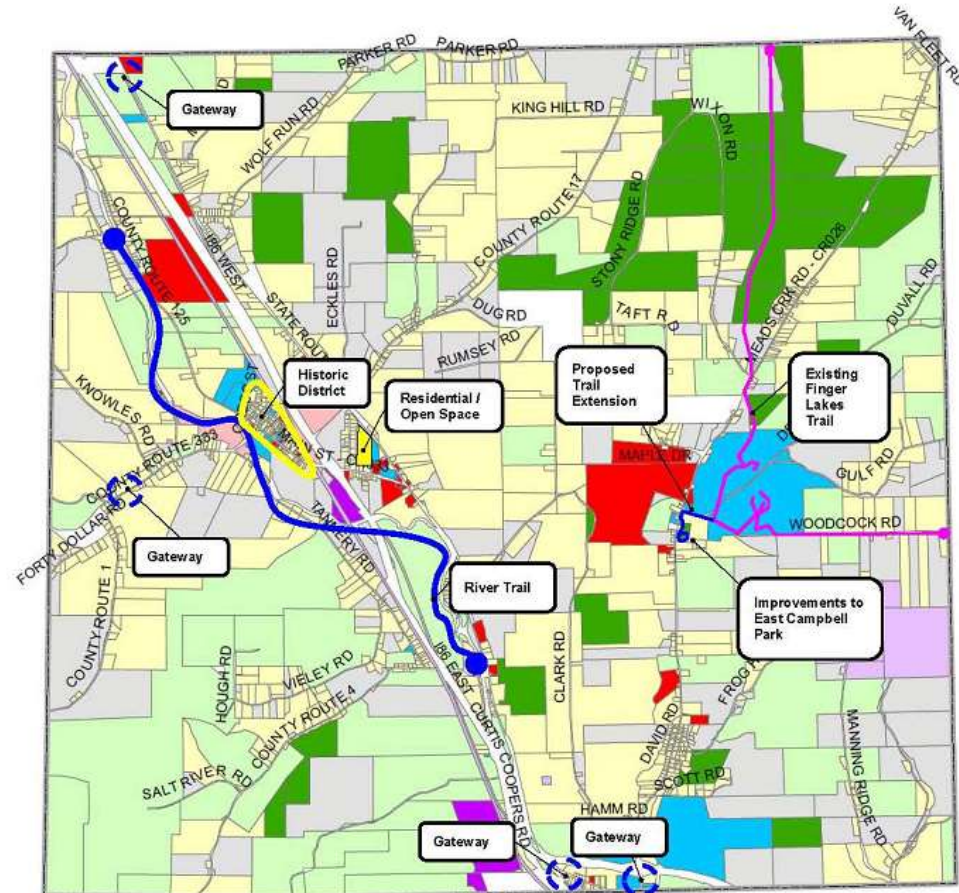 PARKER RD
PARKER RD
VAN FLEET RD
Gateway
KING HILL RD
WIXON RD
WOLF RUN RD
COUNTY ROUTE 17
STONY RIDGE RD
COUNTY ROUTE 125
I86 WEST
STATE ROUT
ECKLES RD
DUG RD
TAFT RD
MEADS CRK RD - CR026
DUVALL RD
RUMSEY RD
Historic
District
Residential /
Open Space
Proposed
Trail
Extension
Existing
Finger
Lakes
Trail
KNOWLES RD
COUNTY ROUTE 333
MAIN ST
MAPLE DR
GULF RD
FORTY DOLLAR RD
TANNERY RD
WOODCOCK RD
Gateway
River Trail
Improvements to
East Campbell
Park
COUNTY ROUTE 1
HOUGH RD
VIELEY RD
COUNTY ROUTE 4
I86 EAST
CLARK RD
DAVID RD
MANNING RIDGE RD
SALT RIVER RD
CURTIS COOPERS RD
SCOTT RD
HAMM RD
Gateway
Gateway